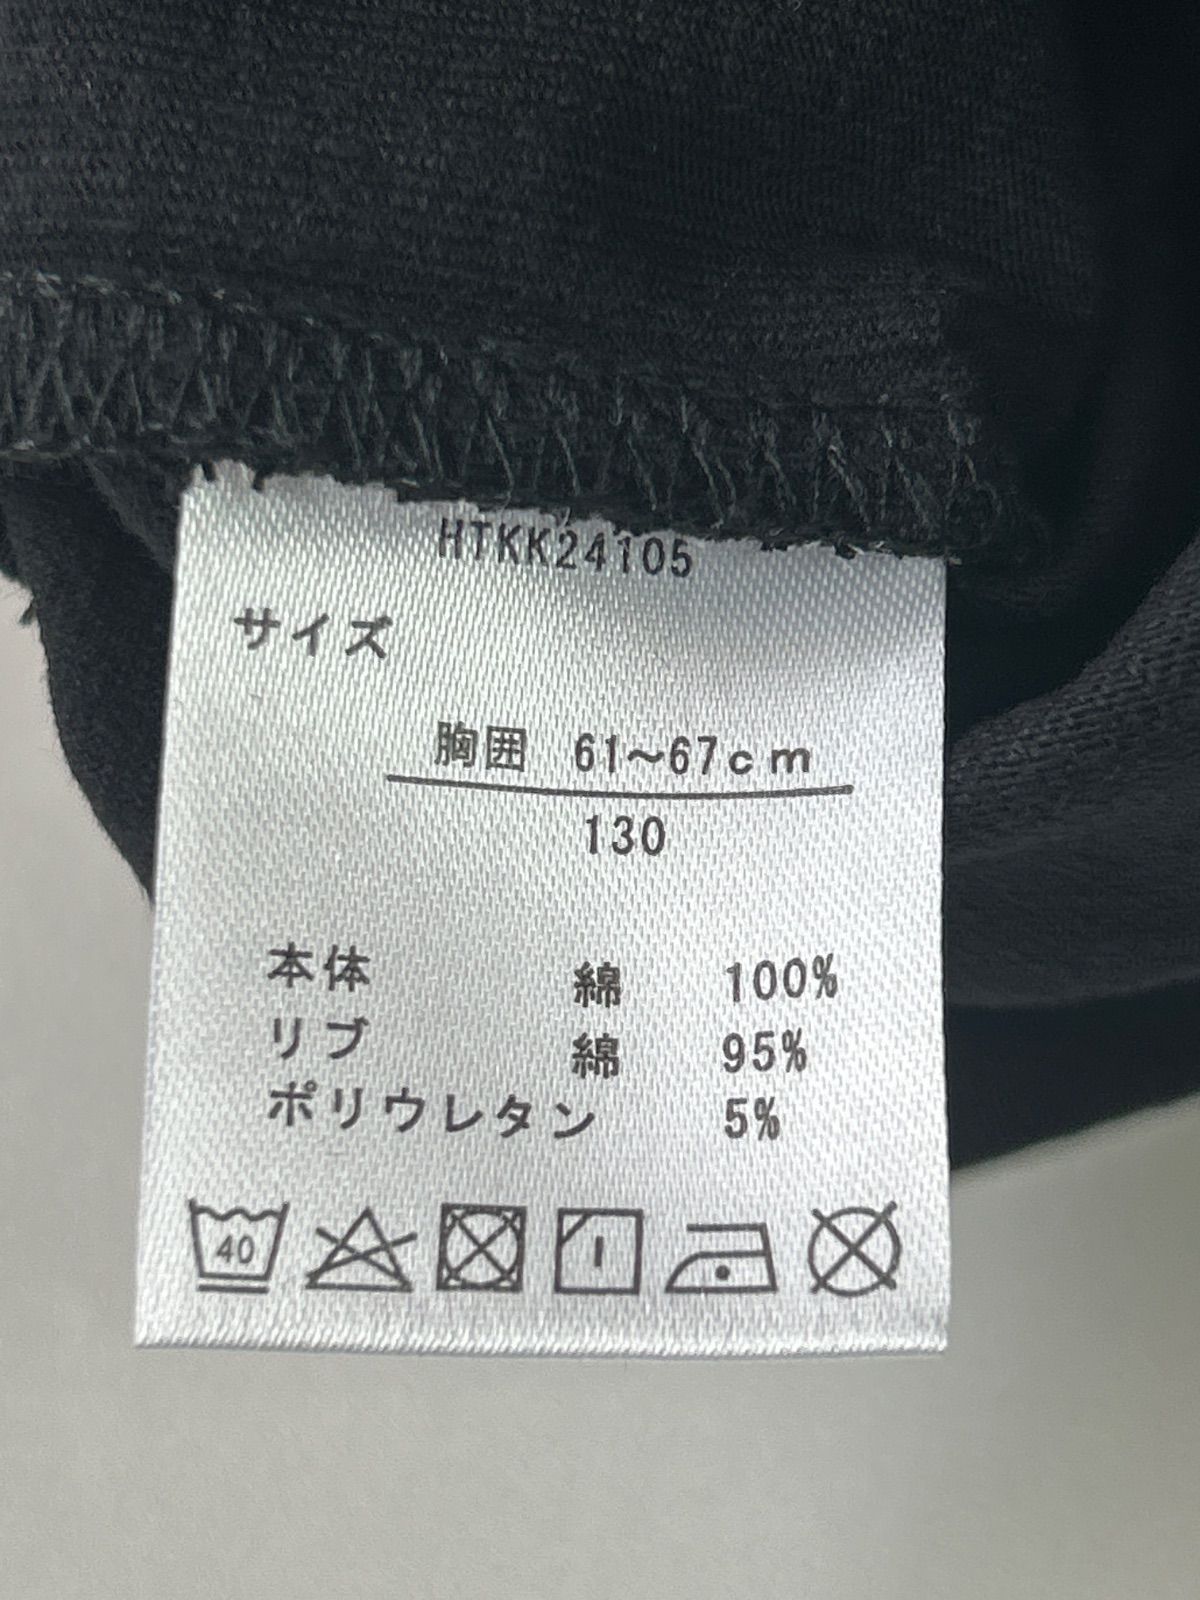 HTKK24105
サイズ
胸囲 61~67cm
130
本体 綿 100%
リブ 綿 95%
ポリウレタン 5%
40